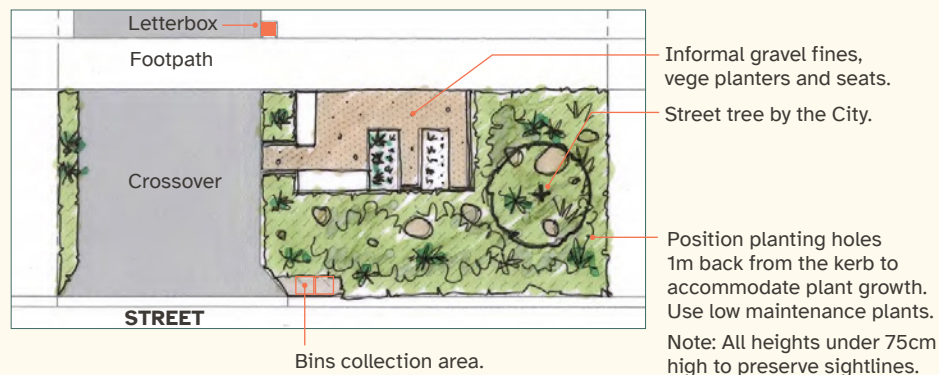 Letterbox
Footpath
Informal gravel fines,
vege planters and seats.
Street tree by the City.
Crossover
Position planting holes
1m back from the kerb to
accommodate plant growth.
Use low maintenance plants.
Note: All heights under 75cm
high to preserve sightlines.
STREET
Bins collection area.